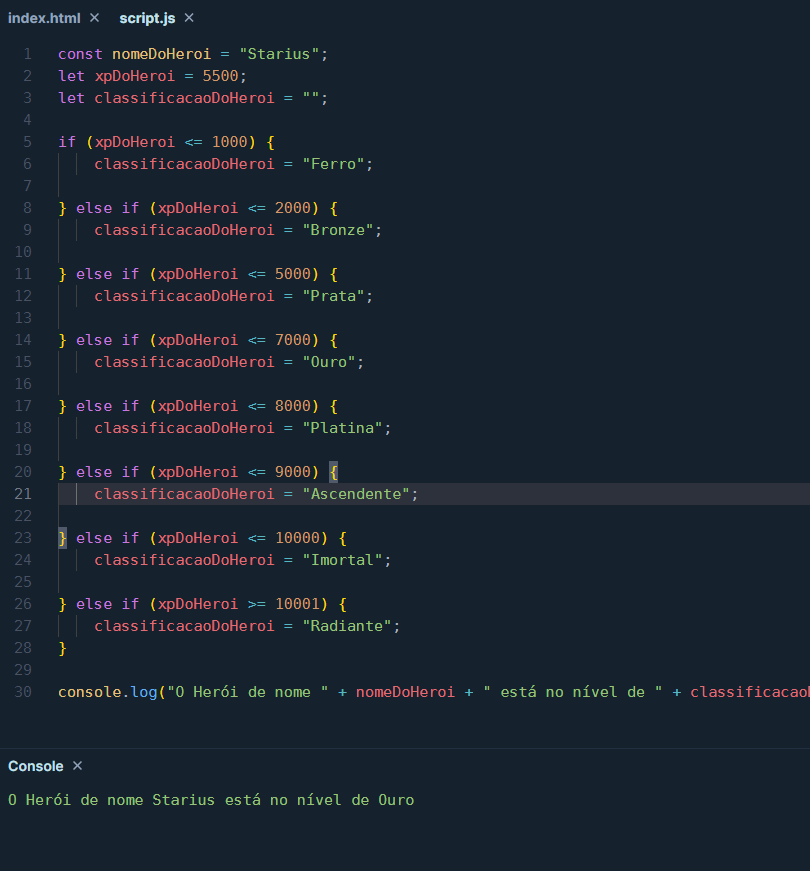 index.html × script.js ×
1 const nomeDoHeroi = "Starius";
2 let xpDoHeroi = 5500;
3 let classificacaoDoHeroi = "";
4
5 if (xpDoHeroi <= 1000) {
6 classificacaoDoHeroi = "Ferro";
7
8 } else if (xpDoHeroi <= 2000) {
9 classificacaoDoHeroi = "Bronze";
10
11 } else if (xpDoHeroi <= 5000) {
12 classificacaoDoHeroi = "Prata";
13
14 } else if (xpDoHeroi <= 7000) {
15 classificacaoDoHeroi = "Ouro";
16
17 } else if (xpDoHeroi <= 8000) {
18 classificacaoDoHeroi = "Platina";
19
20 } else if (xpDoHeroi <= 9000) {
21 classificacaoDoHeroi = "Ascendente";
22
23 } else if (xpDoHeroi <= 10000) {
24 classificacaoDoHeroi = "Imortal";
25
26 } else if (xpDoHeroi >= 10001) {
27 classificacaoDoHeroi = "Radiante";
28 }
29
30 console.log("O Herói de nome " + nomeDoHeroi + " está no nível de " + classificacao
Console ×
O Herói de nome Starius está no nível de Ouro